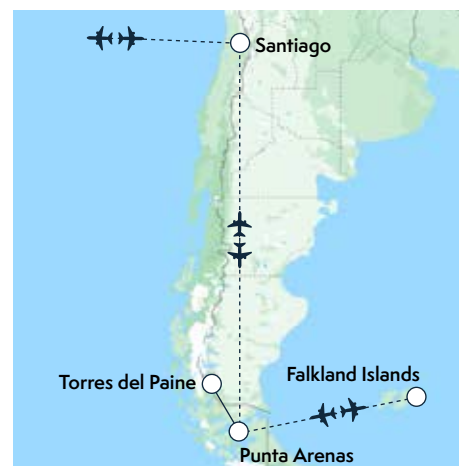 Santiago
Torres del Paine
Falkland Islands
Punta Arenas